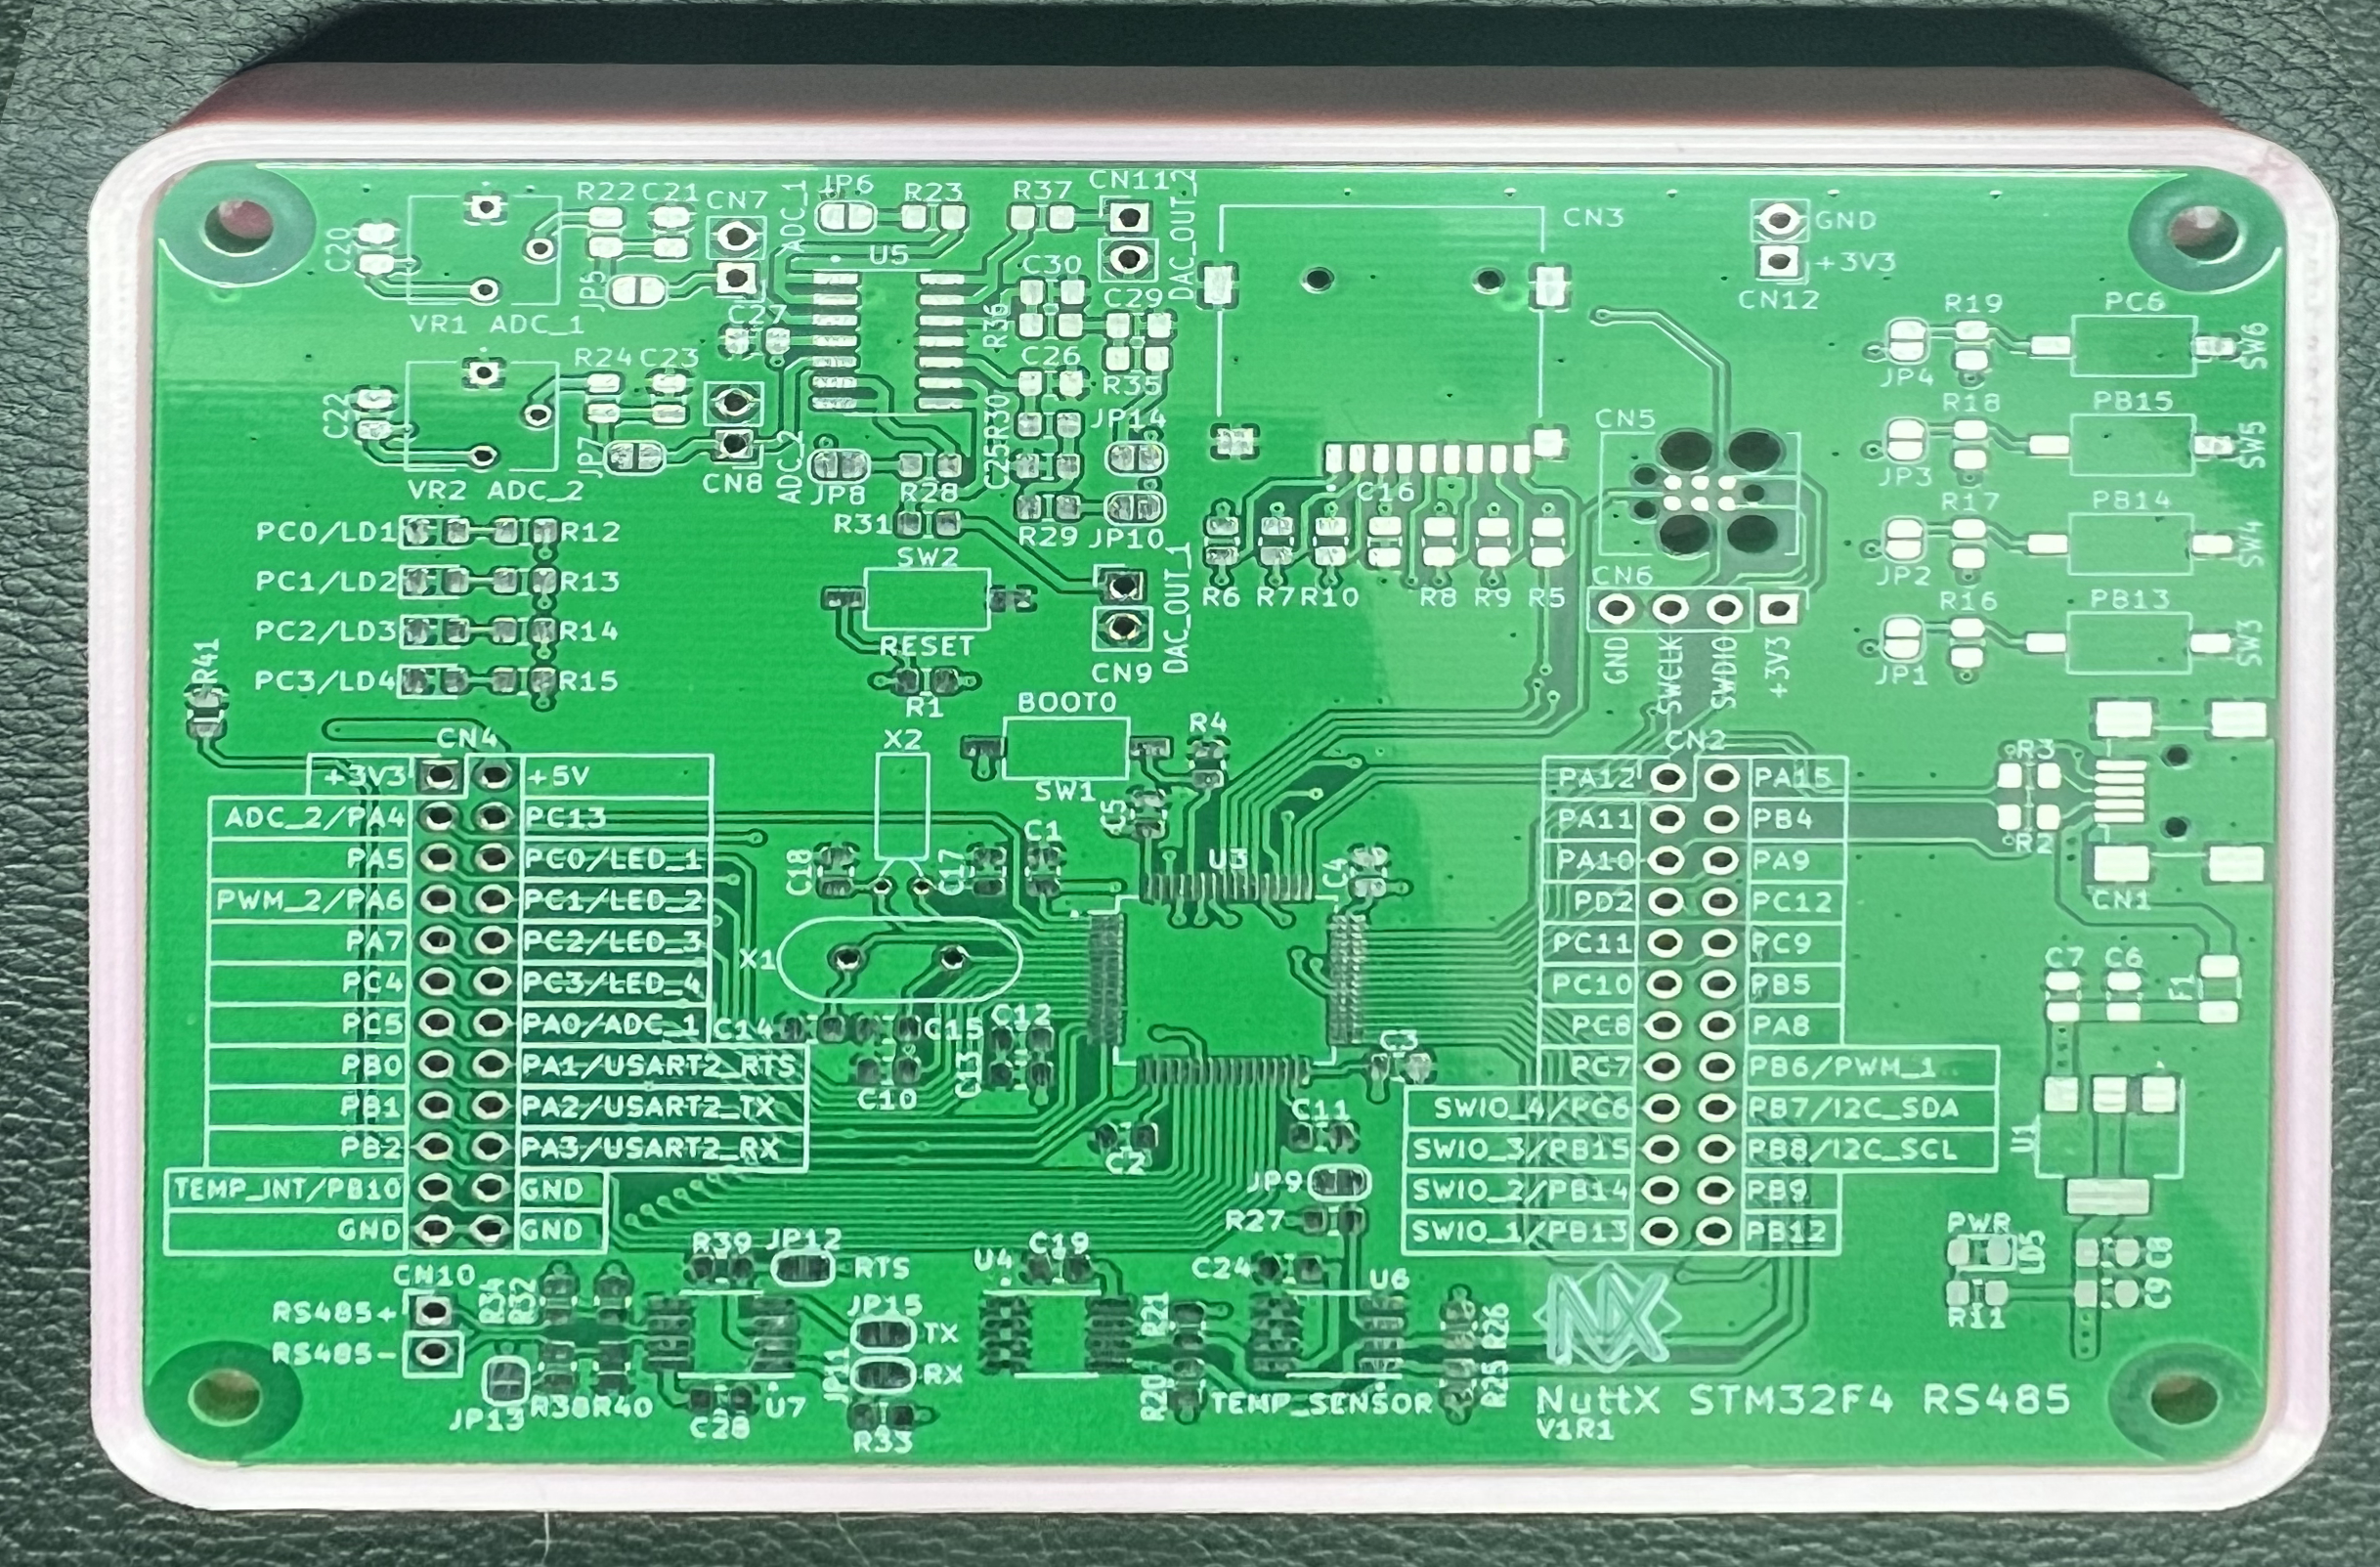 R22 C21 CN7 ADC_1 JP6 R23 R37 CN11 DAC_OUT_2
C20 JP5 U5 CN3 GND
VR1 ADC_1 C27 R36 C30 C29 +3V3
CN12
R24 C23 C26 R35 R19 PC6 SW6
C22 JP7 JP14 JP4
VR2 ADC_2 CN8 ADC_2 JP8 R28 C25 R30 C16 CN5 R18 PB15 SW5
JP3
PC0/LD1 R12 R31 R29 JP10 R17 PB14 SW4
SW2 DAC_OUT_1 JP2
PC1/LD2 R13 R6 R7 R10 R8 R9 R5 CN6 R16 PB13 SW3
PC2/LD3 R14 RESET CN9 GND SWCLK SWDIO +3V3 JP1
PC3/LD4 R15 R41 R1
BOOT0 R4
CN4 X2 SW1 C5 CN2 R3
+3V3 +5V PA12 PA15
ADC_2/PA4 PC13 PA11 PB4
R2
PA5 PC0/LED_1 C18 C17 C1 U3 C4 PA10 PA9
PWM_2/PA6 PC1/LED_2 PD2 PC12 CN1
PA7 PC2/LED_3 X1 PC11 PC9
PC4 PC3/LED_4 PC10 PB5 C7 C6 F1
PC5 PA0/ADC_1 C14 C15 C12 PC8 PA8
PB0 PA1/USART2_RTS C10 C13 C3 PC7 PB6/PWM_1
PB1 PA2/USART2_TX C11 SWIO_4/PC6 PB7/I2C_SDA
PB2 PA3/USART2_RX C2 SWIO_3/PB15 PB8/I2C_SCL U1
TEMP_INT/PB10 GND JP9 SWIO_2/PB14 PB9
GND GND R27 SWIO_1/PB13 PB12 PWR
CN10 R39 JP12 RTS U4 C19 C24 U6 LD5 C8
RS485+ R34 R32 JP15 TX R21 R26 NX R11 C9
RS485- JP11 RX
JP13 R38 R40 C28 U7 R33 R20 TEMP_SENSOR R25 NuttX STM32F4 RS485
V1R1